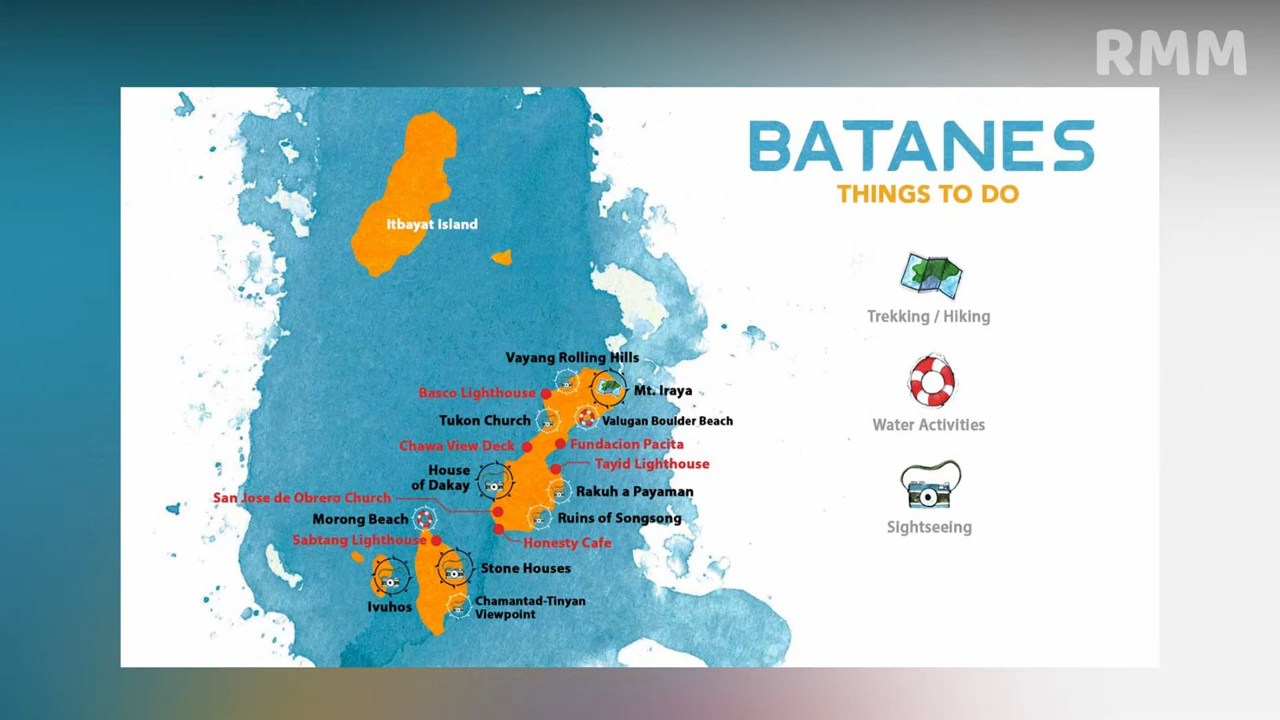 RMM
BATANES
THINGS TO DO
Itbayat Island
Trekking / Hiking
Water Activities
Sightseeing
Vayang Rolling Hills
Basco Lighthouse
Mt. Iraya
Tukon Church
Valugan Boulder Beach
Chawa View Deck
Fundacion Pacita
Tayid Lighthouse
House
of Dakay
Rakuh a Payaman
San Jose de Obrero Church
Morong Beach
Ruins of Songsong
Sabtang Lighthouse
Honesty Cafe
Stone Houses
Ivuhos
Chamantad-Tinyan
Viewpoint